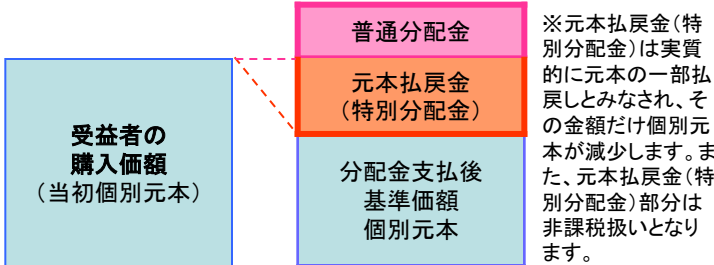 受益者の
購入価額
（当初個別元本）
普通分配金
元本払戻金
（特別分配金）
分配金支払後
基準価額
個別元本
※元本払戻金（特
別分配金）は実質
的に元本の一部払
戻しとみなされ、そ
の金額だけ個別元
本が減少します。ま
た、元本払戻金（特
別分配金）部分は
非課税扱いとなり
ます。